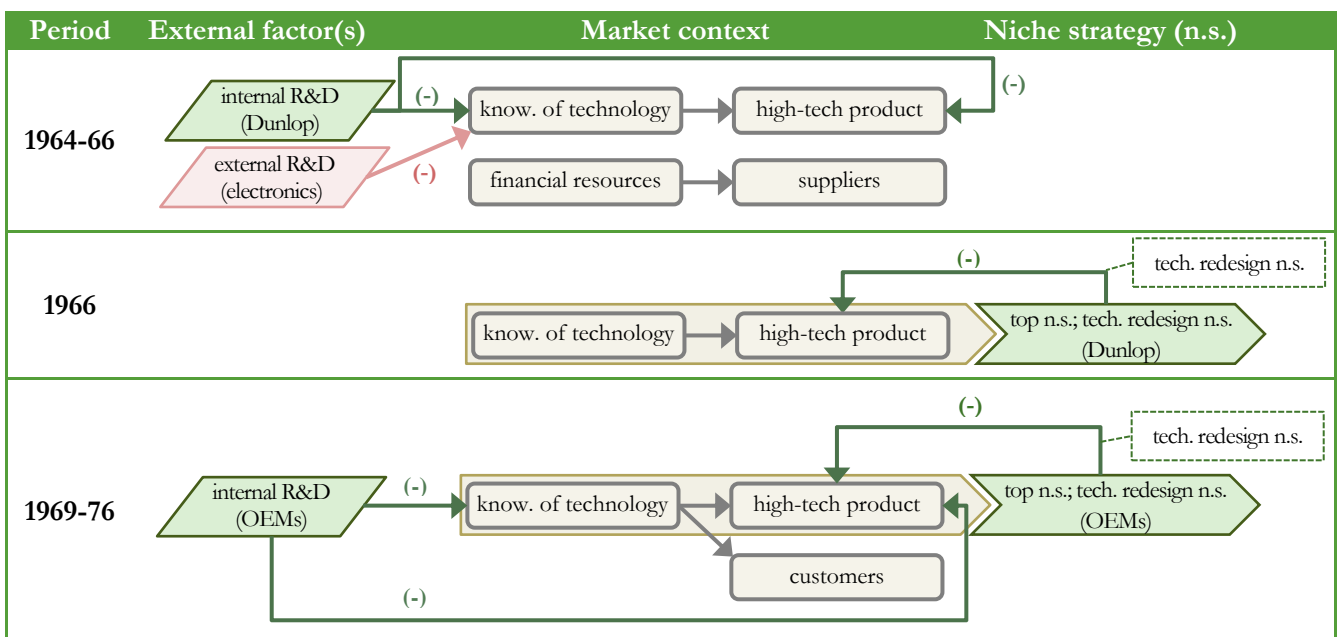 Period External factor(s) Market context Niche strategy (n.s.)
1964-66
internal R&D
(Dunlop)
(-)
know. of technology
high-tech product
(-)
external R&D
(electronics)
(-)
financial resources
suppliers
1966
(-)
tech. redesign n.s.
know. of technology
high-tech product
top n.s.; tech. redesign n.s.
(Dunlop)
1969-76
(-)
tech. redesign n.s.
internal R&D
(OEMs)
(-)
know. of technology
high-tech product
top n.s.; tech. redesign n.s.
(OEMs)
customers
(-)